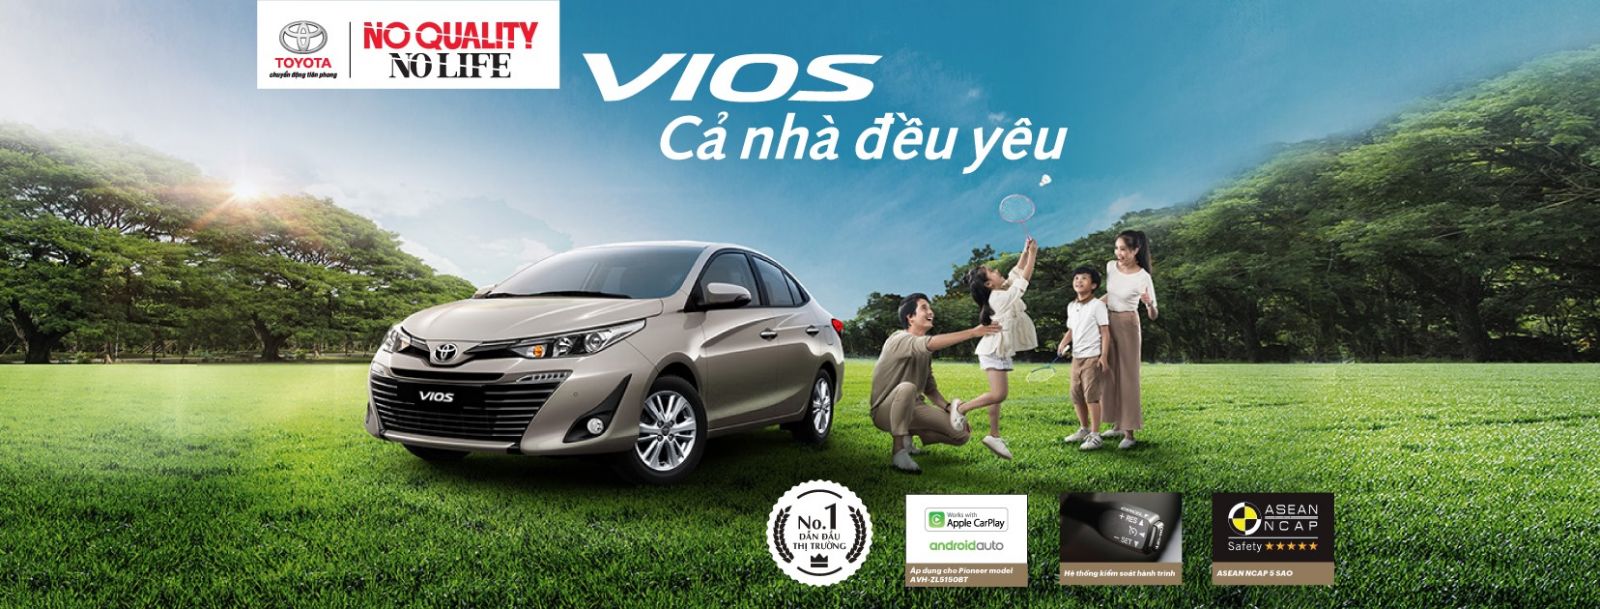 TOYOTA
chuyển động tiên phong
NO QUALITY
NO LIFE
VIOS
Cả nhà đều yêu
VIOS
No.1
DẪN ĐẦU
THỊ TRƯỜNG
Works with
Apple CarPlay
androidauto
Áp dụng cho Pioneer model
AVH-ZL5150BT
+ RES
— SET
Hệ thống kiểm soát hành trình
ASEAN
NCAP
Safety ★★★★★
ASEAN NCAP 5 SAO